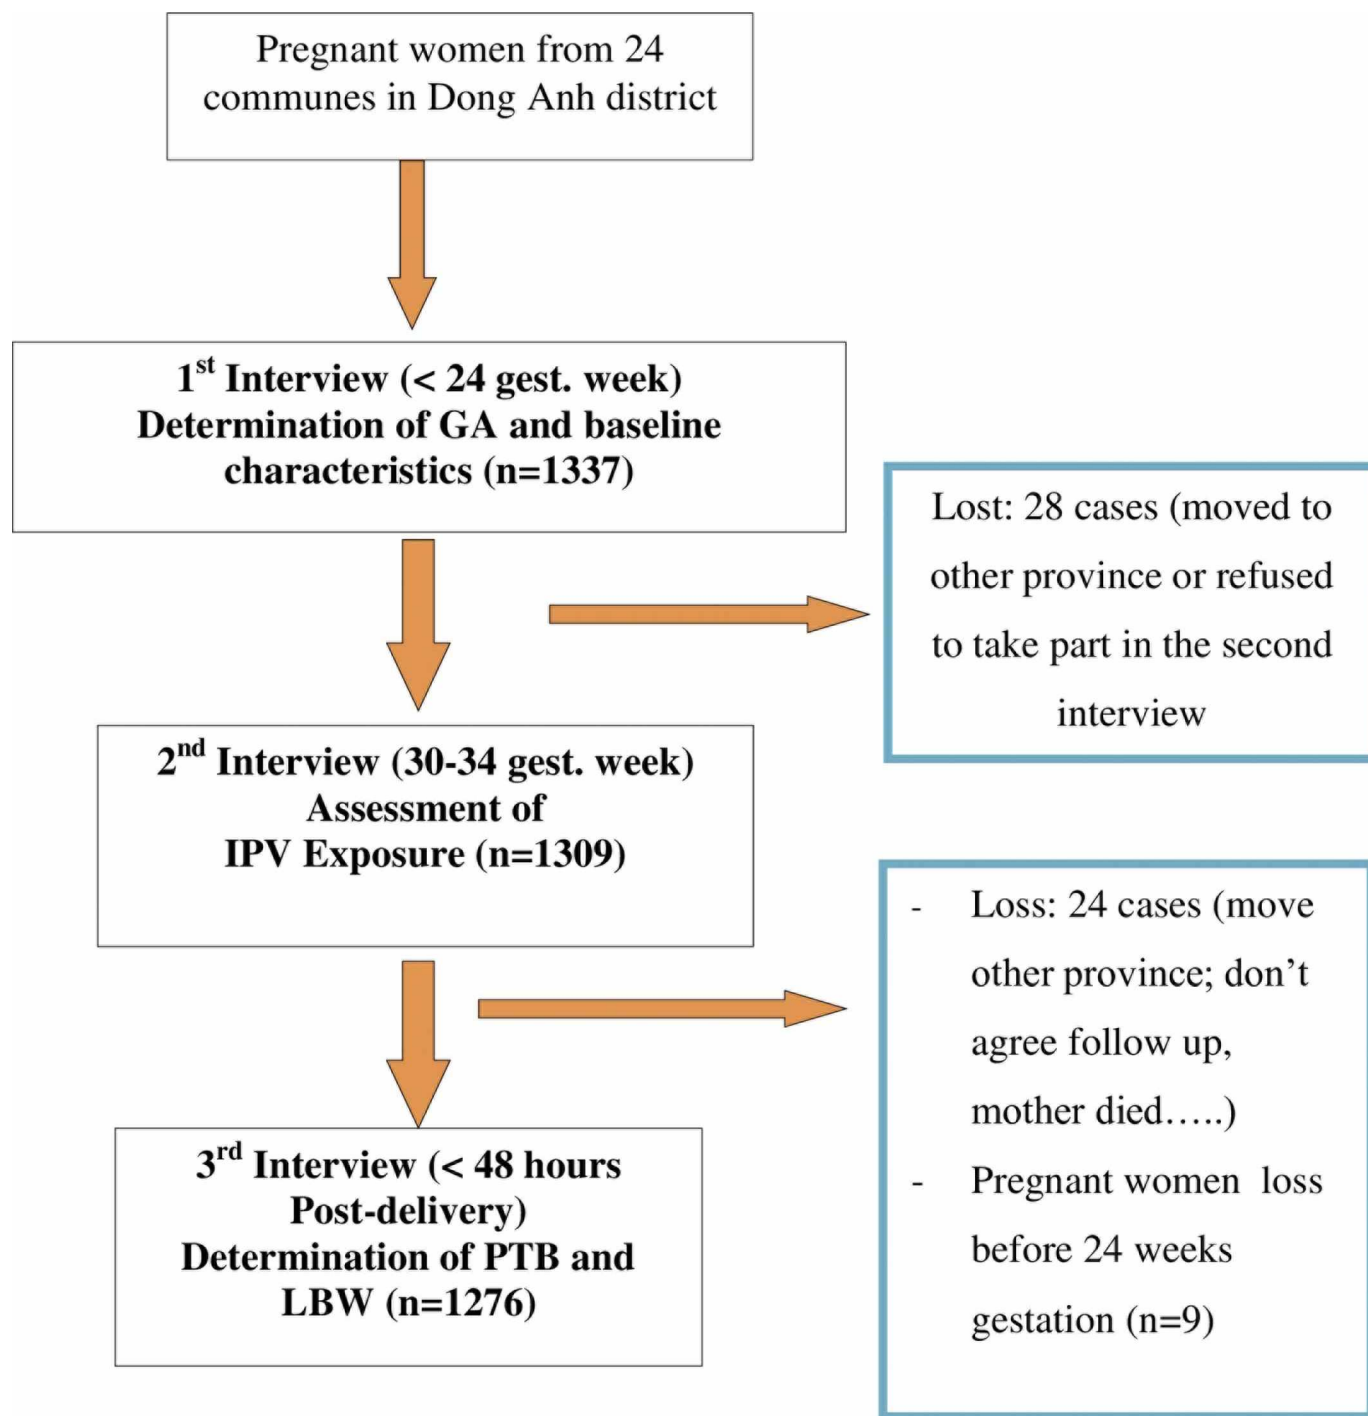 Pregnant women from 24
communes in Dong Anh district
1st Interview (< 24 gest. week)
Determination of GA and baseline
characteristics (n=1337)
Lost: 28 cases (moved to
other province or refused
to take part in the second
interview
2nd Interview (30-34 gest. week)
Assessment of
IPV Exposure (n=1309)
- Loss: 24 cases (move
other province; don’t
agree follow up,
mother died…..)
- Pregnant women loss
before 24 weeks
gestation (n=9)
3rd Interview (< 48 hours
Post-delivery)
Determination of PTB and
LBW (n=1276)